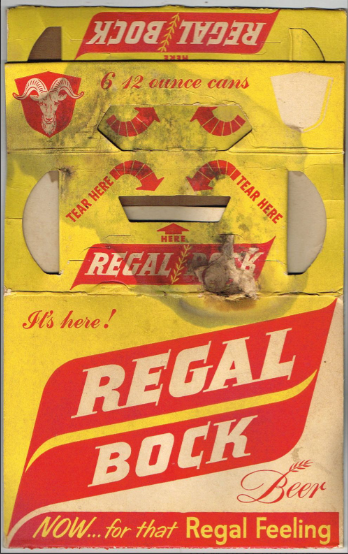 REGAL BOCK
HERE
6 12 ounce cans
TEAR HERE
TEAR HERE
HERE
REGAL BOCK
It's here!
REGAL
BOCK
Beer
NOW... for that Regal Feeling